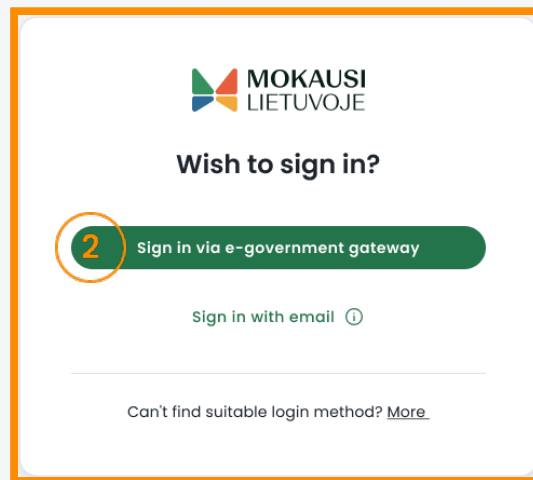 MOKAUSI
LIETUVOJE
Wish to sign in?
2 Sign in via e-government gateway
Sign in with email
Can't find suitable login method? More